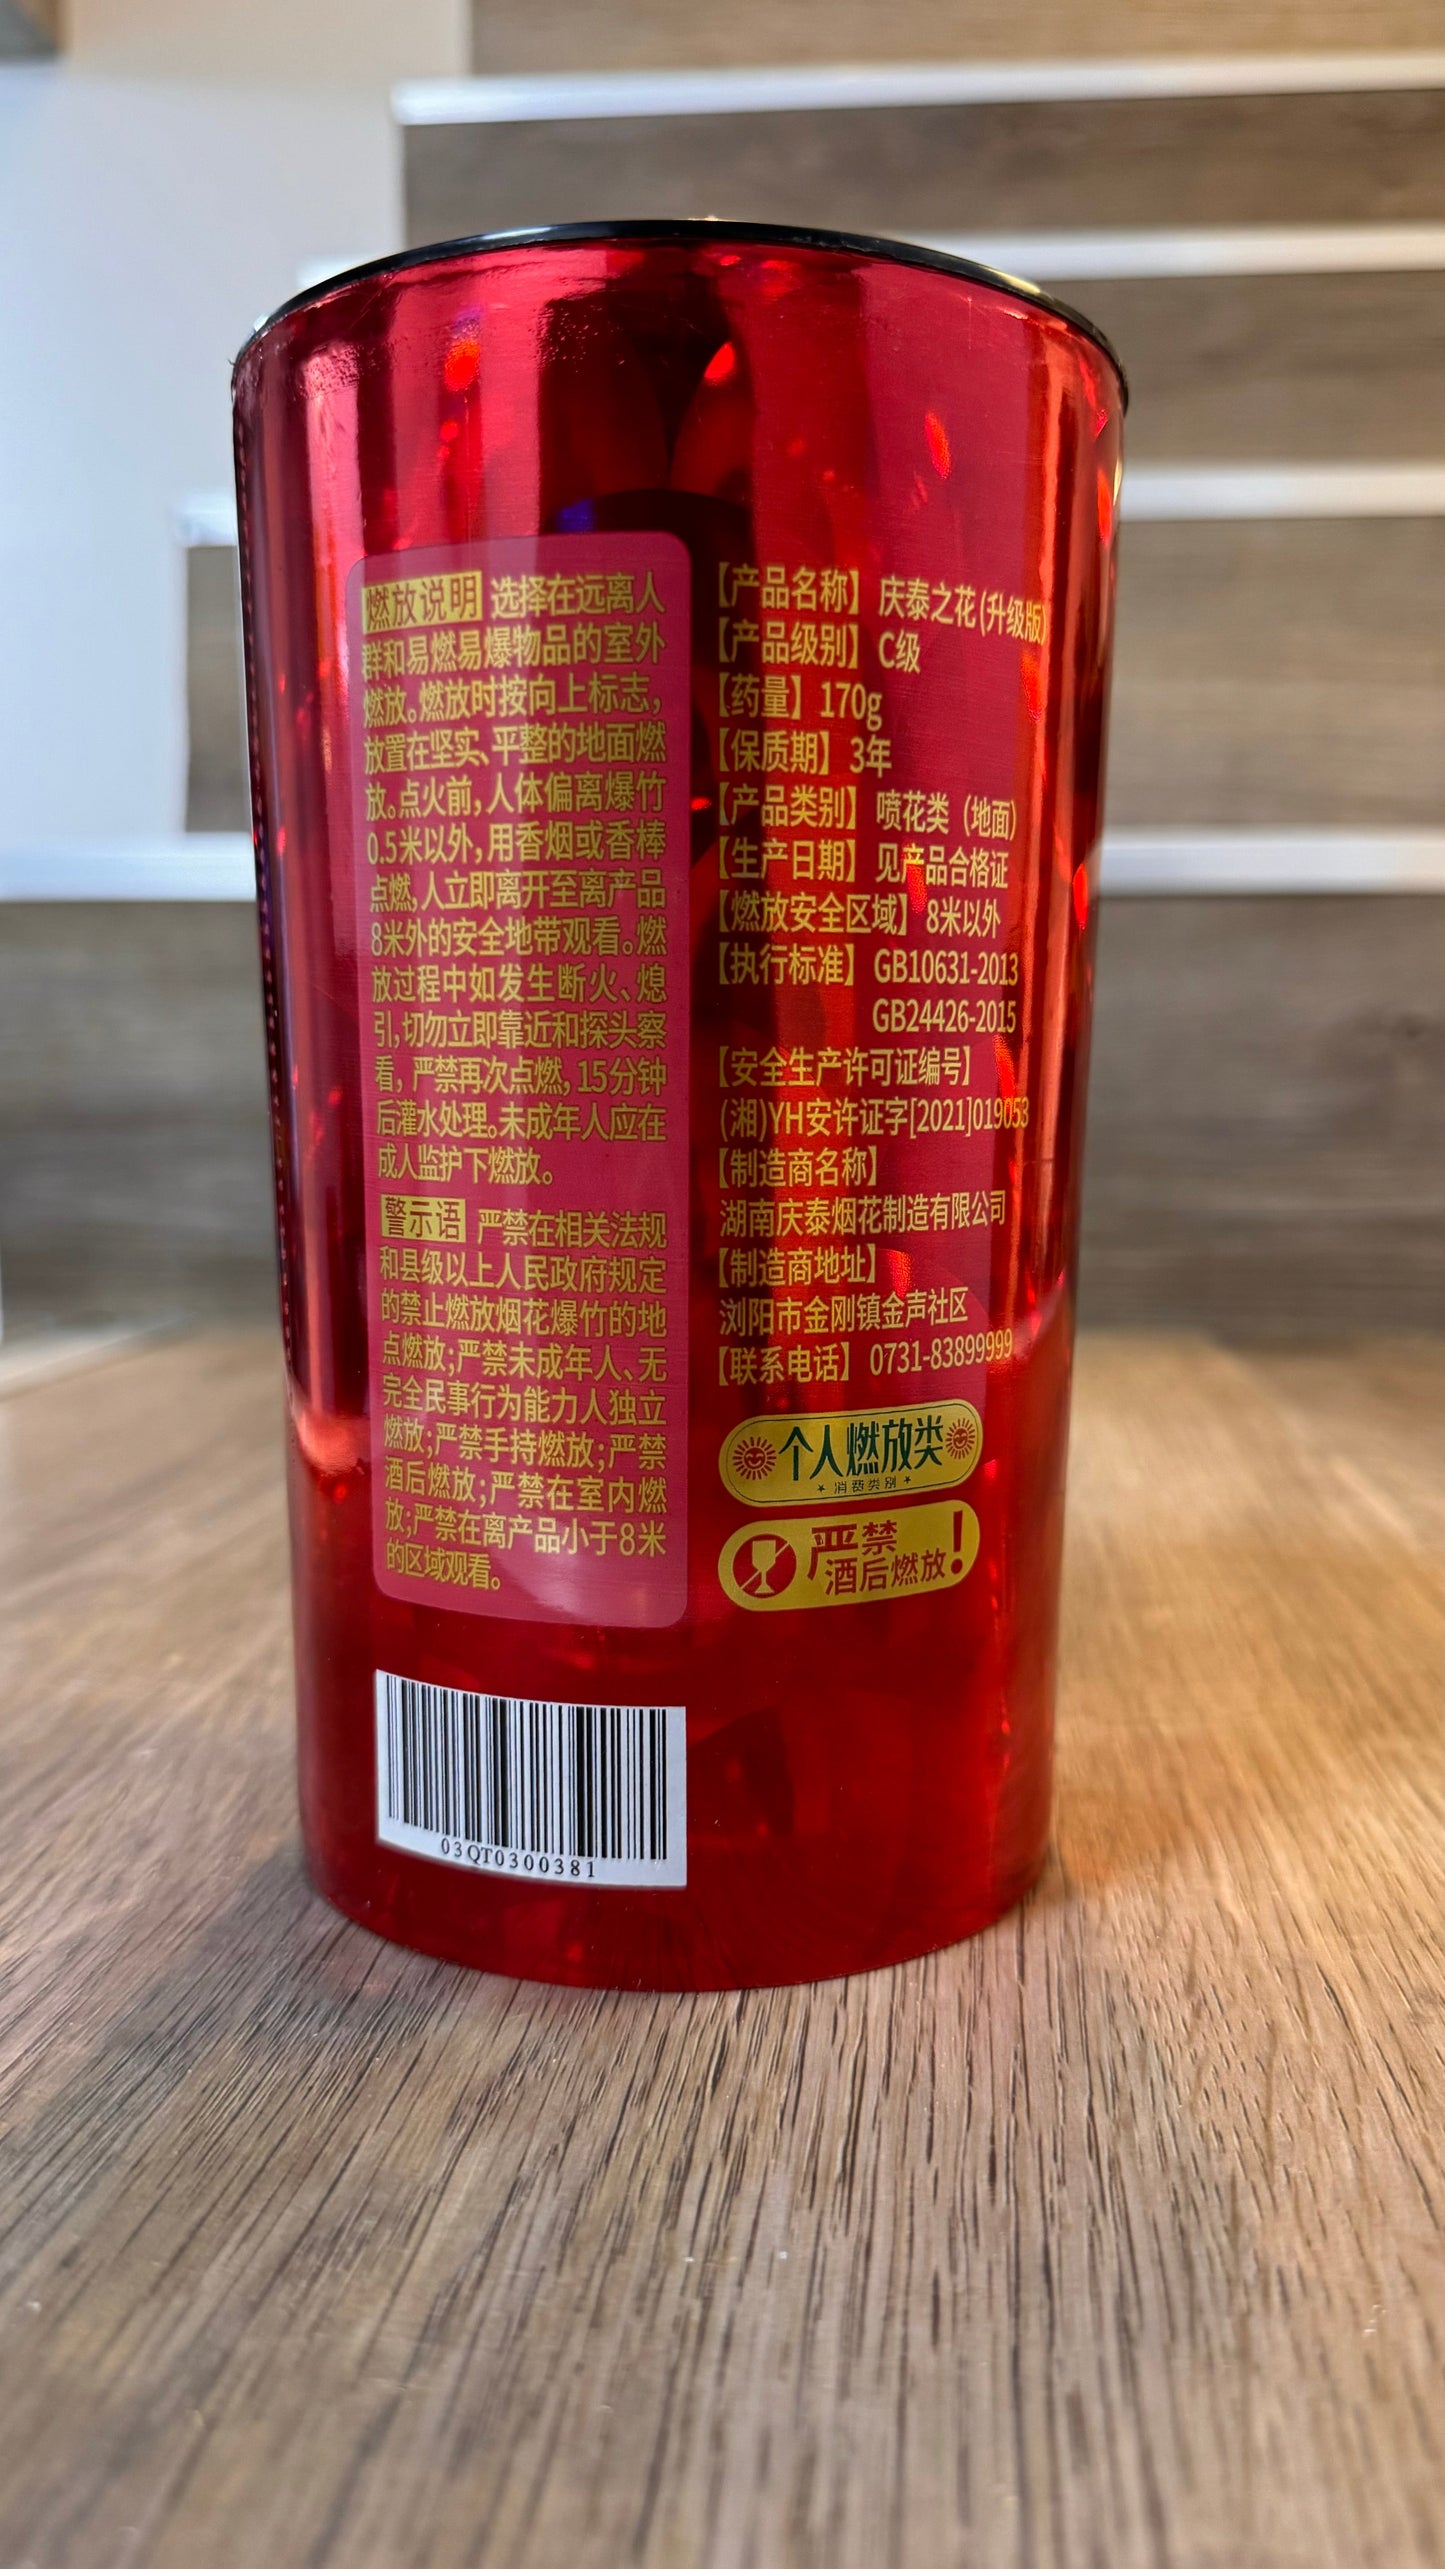 燃放说明 选择在远离人
群和易燃易爆物品的室外
燃放。燃放时按向上标志,
放置在坚实、平整的地面燃
放。点火前,人体偏离爆竹
0.5米以外,用香烟或香棒
点燃,人立即离开至离产品
8米外的安全地带观看。燃
放过程中如发生断火、熄
引,切勿立即靠近和探头察
看,严禁再次点燃,15分钟
后灌水处理。未成年人应在
成人监护下燃放。
警示语 严禁在相关法规
和县级以上人民政府规定
的禁止燃放烟花爆竹的地
点燃放;严禁未成年人、无
完全民事行为能力人独立
燃放;严禁手持燃放;严禁
酒后燃放;严禁在室内燃
放;严禁在离产品小于8米
的区域观看。
03QT0300381
【产品名称】 庆泰之花(升级版)
【产品级别】 C级
【药量】 170g
【保质期】 3年
【产品类别】 喷花类 (地面)
【生产日期】 见产品合格证
【燃放安全区域】 8米以外
【执行标准】 GB10631-2013
GB24426-2015
【安全生产许可证编号】
(湘)YH安许证字[2021]019053
【制造商名称】
湖南庆泰烟花制造有限公司
【制造商地址】
浏阳市金刚镇金声社区
【联系电话】 0731-83899999
个人燃放类
消费类别
严禁
酒后燃放!